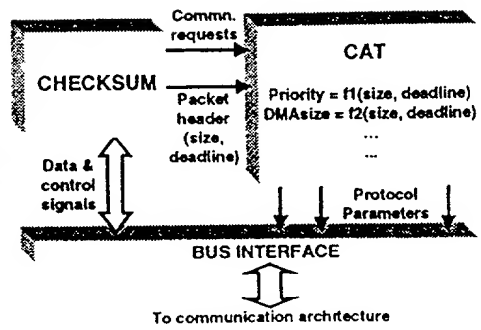 Commn.
requests
CHECKSUM
CAT
Packet
header
(size,
deadline)
Priority = f1(size, deadline)
DMAsize = f2(size, deadline)
...
...
Data &
control
signals
Protocol
Parameters
BUS INTERFACE
To communication architecture